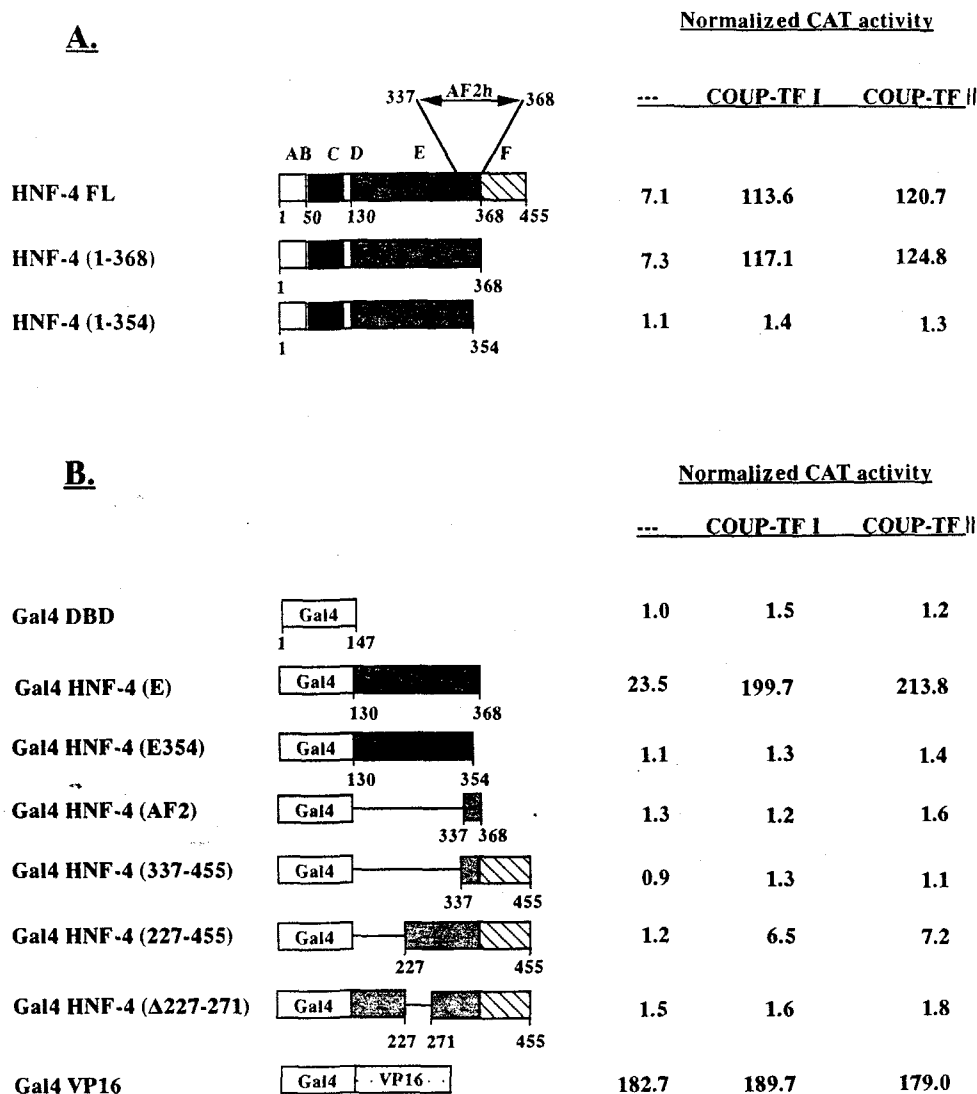 A.
Normalized CAT activity
--- COUP-TF I COUP-TF II
337 AF2h 368
AB C D E F
HNF-4 FL 7.1 113.6 120.7
1 50 130 368 455
HNF-4 (1-368) 7.3 117.1 124.8
1 368
HNF-4 (1-354) 1.1 1.4 1.3
1 354
B.
Normalized CAT activity
--- COUP-TF I COUP-TF II
Gal4 DBD Gal4 1.0 1.5 1.2
1 147
Gal4 HNF-4 (E) Gal4 23.5 199.7 213.8
130 368
Gal4 HNF-4 (E354) Gal4 1.1 1.3 1.4
130 354
Gal4 HNF-4 (AF2) Gal4 1.3 1.2 1.6
337 368
Gal4 HNF-4 (337-455) Gal4 0.9 1.3 1.1
337 455
Gal4 HNF-4 (227-455) Gal4 1.2 6.5 7.2
227 455
Gal4 HNF-4 (Δ227-271) Gal4 1.5 1.6 1.8
227 271 455
Gal4 VP16 Gal4 VP16 182.7 189.7 179.0